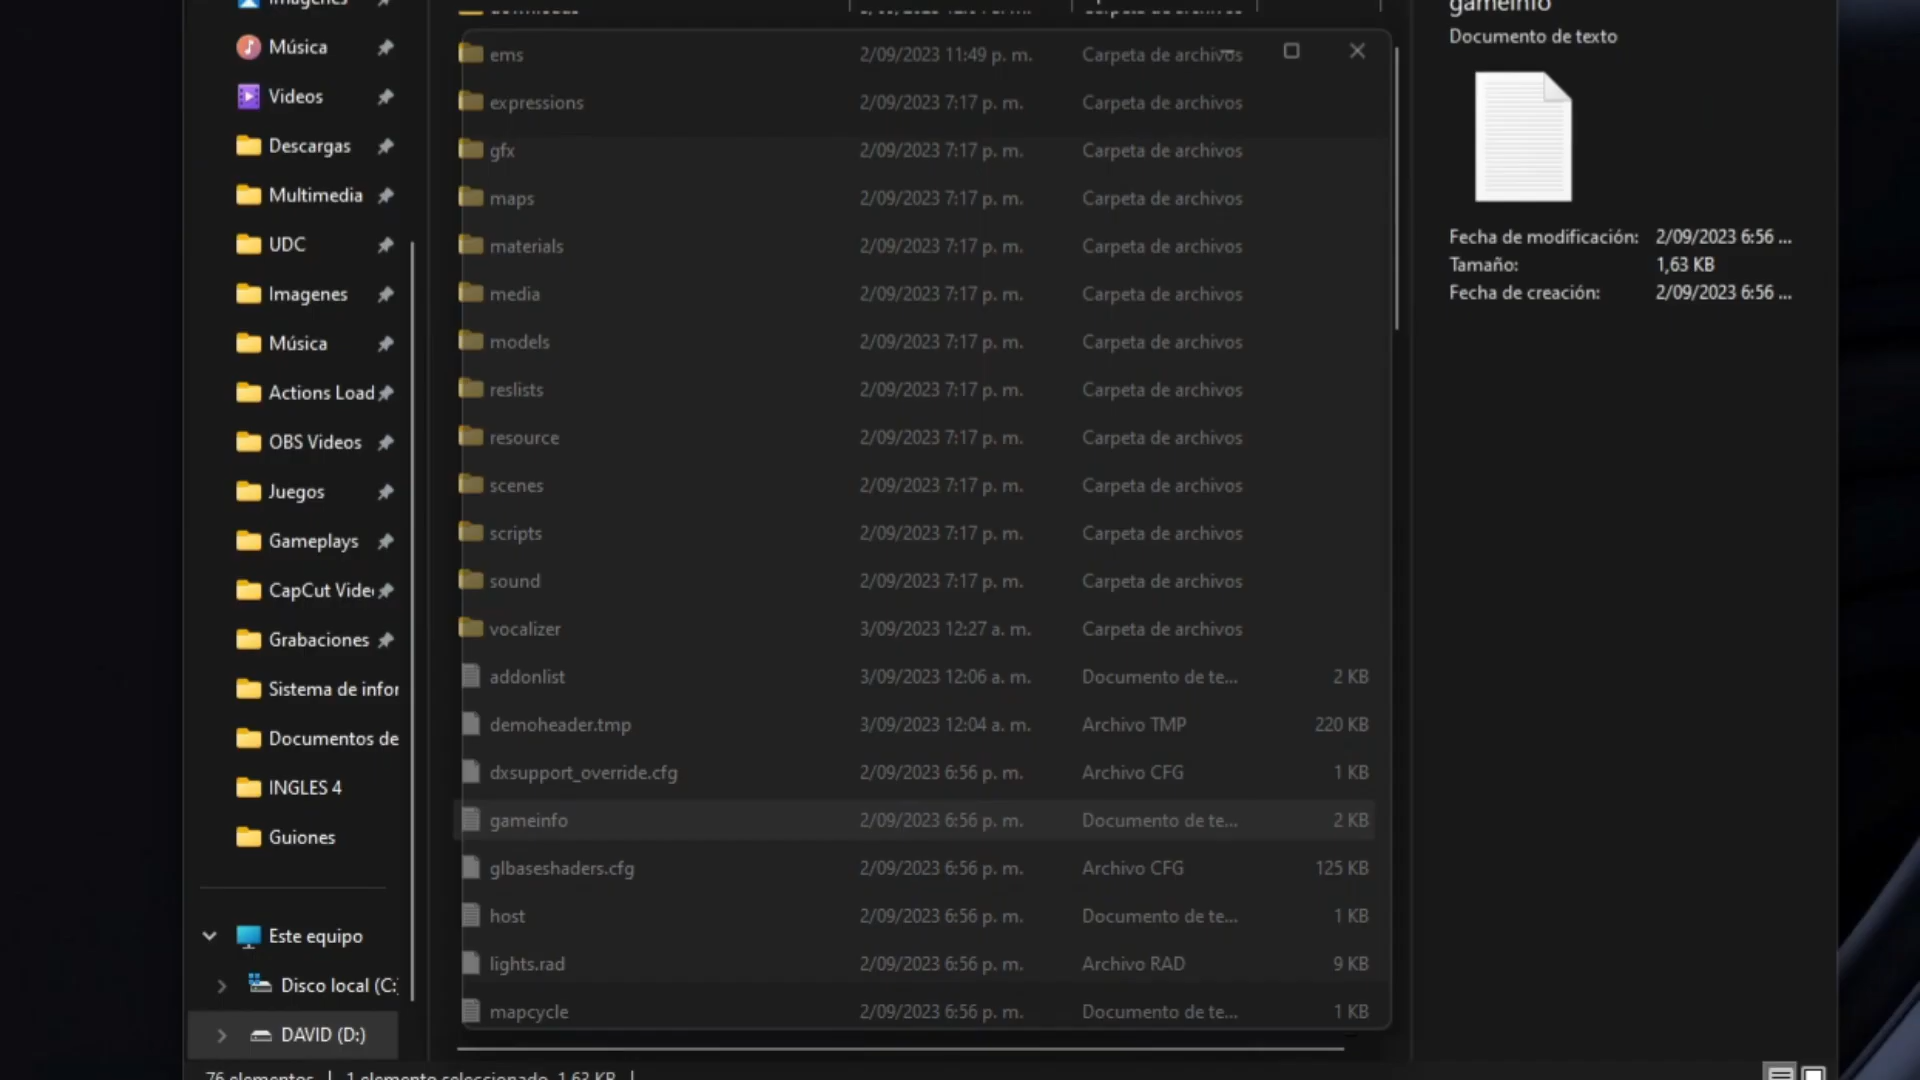 Imágenes
Música
Videos
Descargas
Multimedia
UDC
Imagenes
Música
Actions Load
OBS Videos
Juegos
Gameplays
CapCut Vide
Grabaciones
Sistema de infor
Documentos de
INGLES 4
Guiones
Este equipo
Disco local (C:)
DAVID (D:)
downloads
ems 2/09/2023 11:49 p. m. Carpeta de archivos
expressions 2/09/2023 7:17 p. m. Carpeta de archivos
gfx 2/09/2023 7:17 p. m. Carpeta de archivos
maps 2/09/2023 7:17 p. m. Carpeta de archivos
materials 2/09/2023 7:17 p. m. Carpeta de archivos
media 2/09/2023 7:17 p. m. Carpeta de archivos
models 2/09/2023 7:17 p. m. Carpeta de archivos
reslists 2/09/2023 7:17 p. m. Carpeta de archivos
resource 2/09/2023 7:17 p. m. Carpeta de archivos
scenes 2/09/2023 7:17 p. m. Carpeta de archivos
scripts 2/09/2023 7:17 p. m. Carpeta de archivos
sound 2/09/2023 7:17 p. m. Carpeta de archivos
vocalizer 3/09/2023 12:27 a. m. Carpeta de archivos
addonlist 3/09/2023 12:06 a. m. Documento de te... 2 KB
demoheader.tmp 3/09/2023 12:04 a. m. Archivo TMP 220 KB
dxsupport_override.cfg 2/09/2023 6:56 p. m. Archivo CFG 1 KB
gameinfo 2/09/2023 6:56 p. m. Documento de te... 2 KB
glbaseshaders.cfg 2/09/2023 6:56 p. m. Archivo CFG 125 KB
host 2/09/2023 6:56 p. m. Documento de te... 1 KB
lights.rad 2/09/2023 6:56 p. m. Archivo RAD 9 KB
mapcycle 2/09/2023 6:56 p. m. Documento de te... 1 KB
gameinfo
Documento de texto
Fecha de modificación: 2/09/2023 6:56 ...
Tamaño: 1,63 KB
Fecha de creación: 2/09/2023 6:56 ...
76 elementos | 1 elemento seleccionado 1,63 KB |